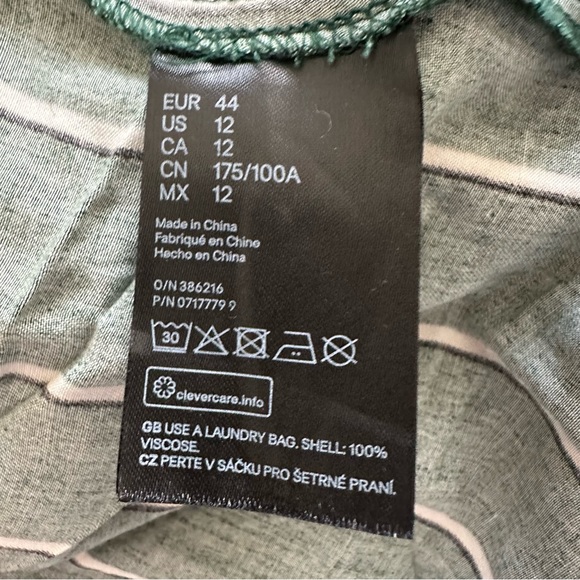 EUR 44
US 12
CA 12
CN 175/100A
MX 12
Made in China
Fabriqué en Chine
Hecho en China
O/N 386216
P/N 0717779 9
30
clevercare.info
GB USE A LAUNDRY BAG. SHELL: 100%
VISCOSE.
CZ PERTE V SÁČKU PRO ŠETRNÉ PRANÍ.